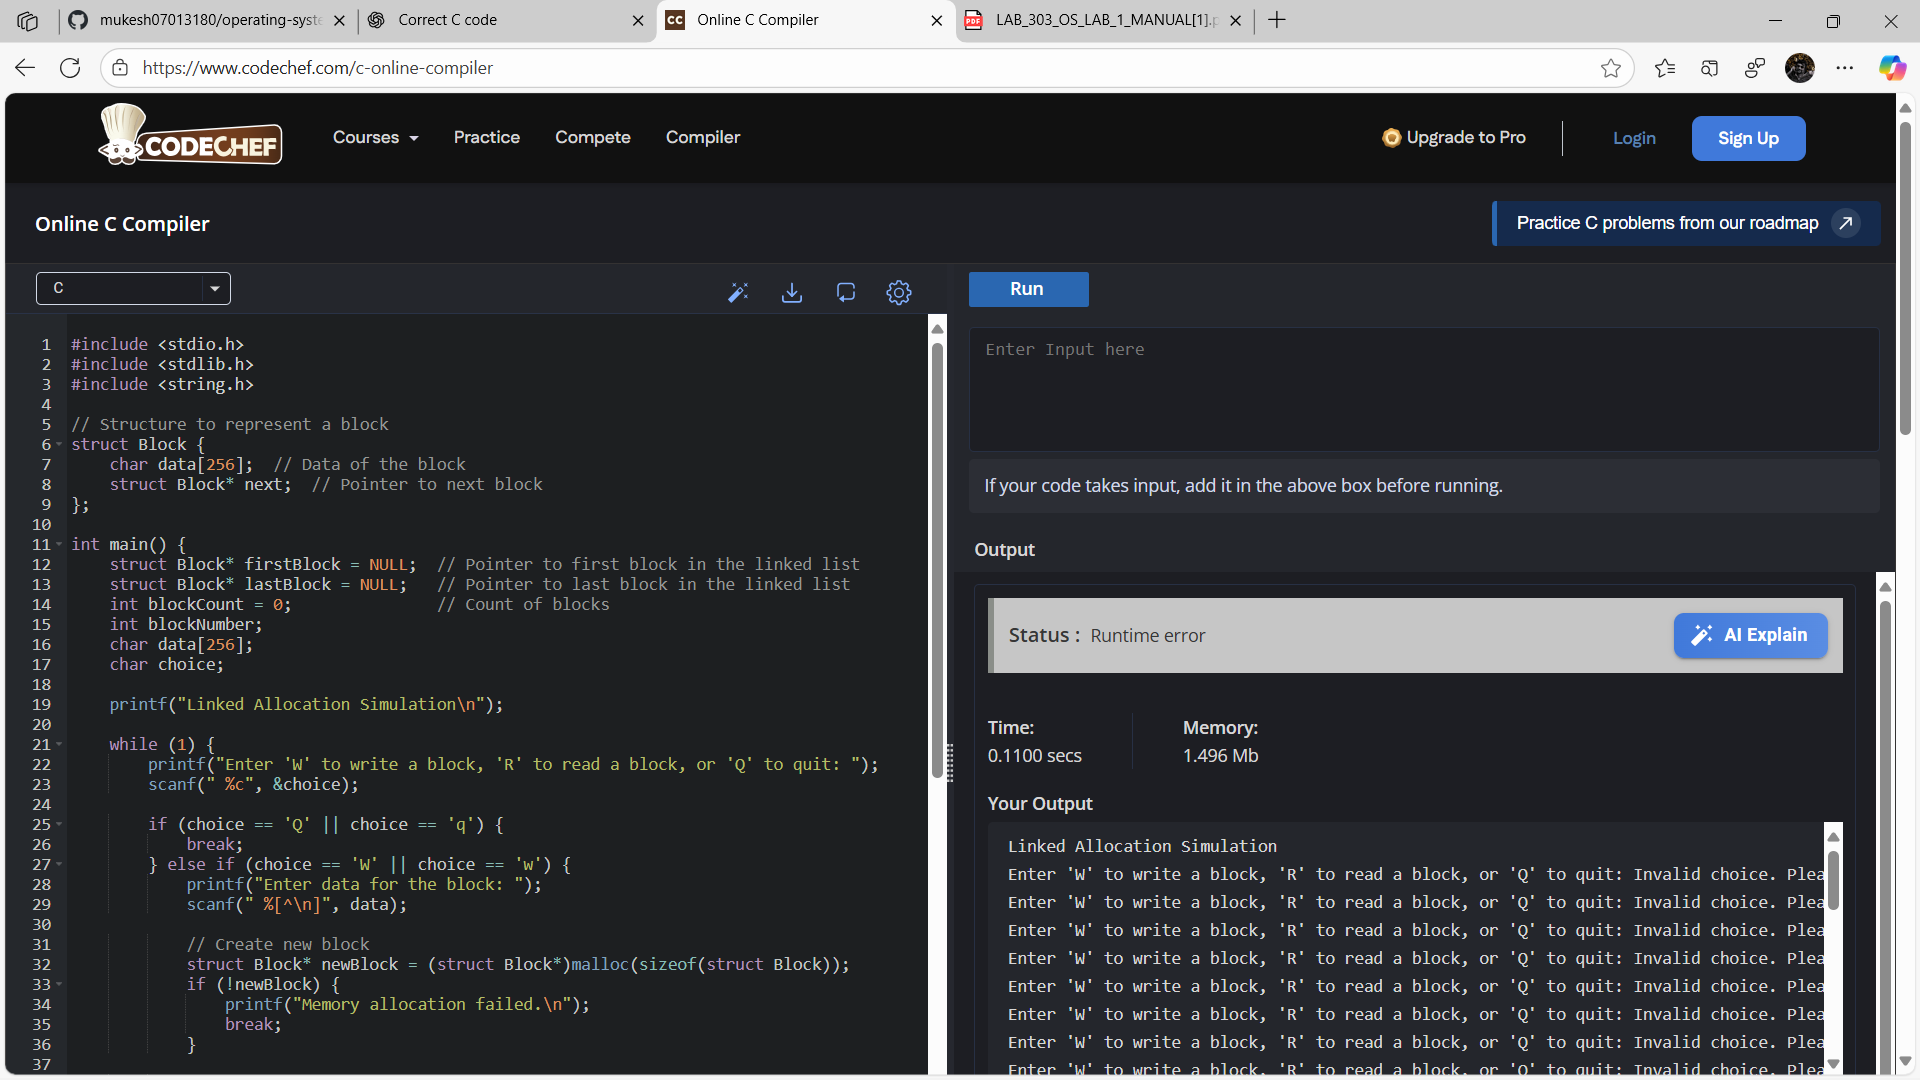 mukesh07013180/operating-syste
Correct C code
Online C Compiler
LAB_303_OS_LAB_1_MANUAL[1].p
https://www.codechef.com/c-online-compiler
CODECHEF
Courses
Practice
Compete
Compiler
Upgrade to Pro
Login
Sign Up
Online C Compiler
Practice C problems from our roadmap
C
Run
1 #include <stdio.h>
2 #include <stdlib.h>
3 #include <string.h>
4
5 // Structure to represent a block
6 struct Block {
7     char data[256];  // Data of the block
8     struct Block* next;  // Pointer to next block
9 };
10
11 int main() {
12     struct Block* firstBlock = NULL;  // Pointer to first block in the linked list
13     struct Block* lastBlock = NULL;   // Pointer to last block in the linked list
14     int blockCount = 0;               // Count of blocks
15     int blockNumber;
16     char data[256];
17     char choice;
18
19     printf("Linked Allocation Simulation\n");
20
21     while (1) {
22         printf("Enter 'W' to write a block, 'R' to read a block, or 'Q' to quit: ");
23         scanf(" %c", &choice);
24
25         if (choice == 'Q' || choice == 'q') {
26             break;
27         } else if (choice == 'W' || choice == 'w') {
28             printf("Enter data for the block: ");
29             scanf(" %[^\n]", data);
30
31             // Create new block
32             struct Block* newBlock = (struct Block*)malloc(sizeof(struct Block));
33             if (!newBlock) {
34                 printf("Memory allocation failed.\n");
35                 break;
36             }
37
Enter Input here
If your code takes input, add it in the above box before running.
Output
Status : Runtime error
AI Explain
Time:
0.1100 secs
Memory:
1.496 Mb
Your Output
Linked Allocation Simulation
Enter 'W' to write a block, 'R' to read a block, or 'Q' to quit: Invalid choice. Plea
Enter 'W' to write a block, 'R' to read a block, or 'Q' to quit: Invalid choice. Plea
Enter 'W' to write a block, 'R' to read a block, or 'Q' to quit: Invalid choice. Plea
Enter 'W' to write a block, 'R' to read a block, or 'Q' to quit: Invalid choice. Plea
Enter 'W' to write a block, 'R' to read a block, or 'Q' to quit: Invalid choice. Plea
Enter 'W' to write a block, 'R' to read a block, or 'Q' to quit: Invalid choice. Plea
Enter 'W' to write a block, 'R' to read a block, or 'Q' to quit: Invalid choice. Plea
Enter 'W' to write a block, 'R' to read a block, or 'Q' to quit: Invalid choice. Plea